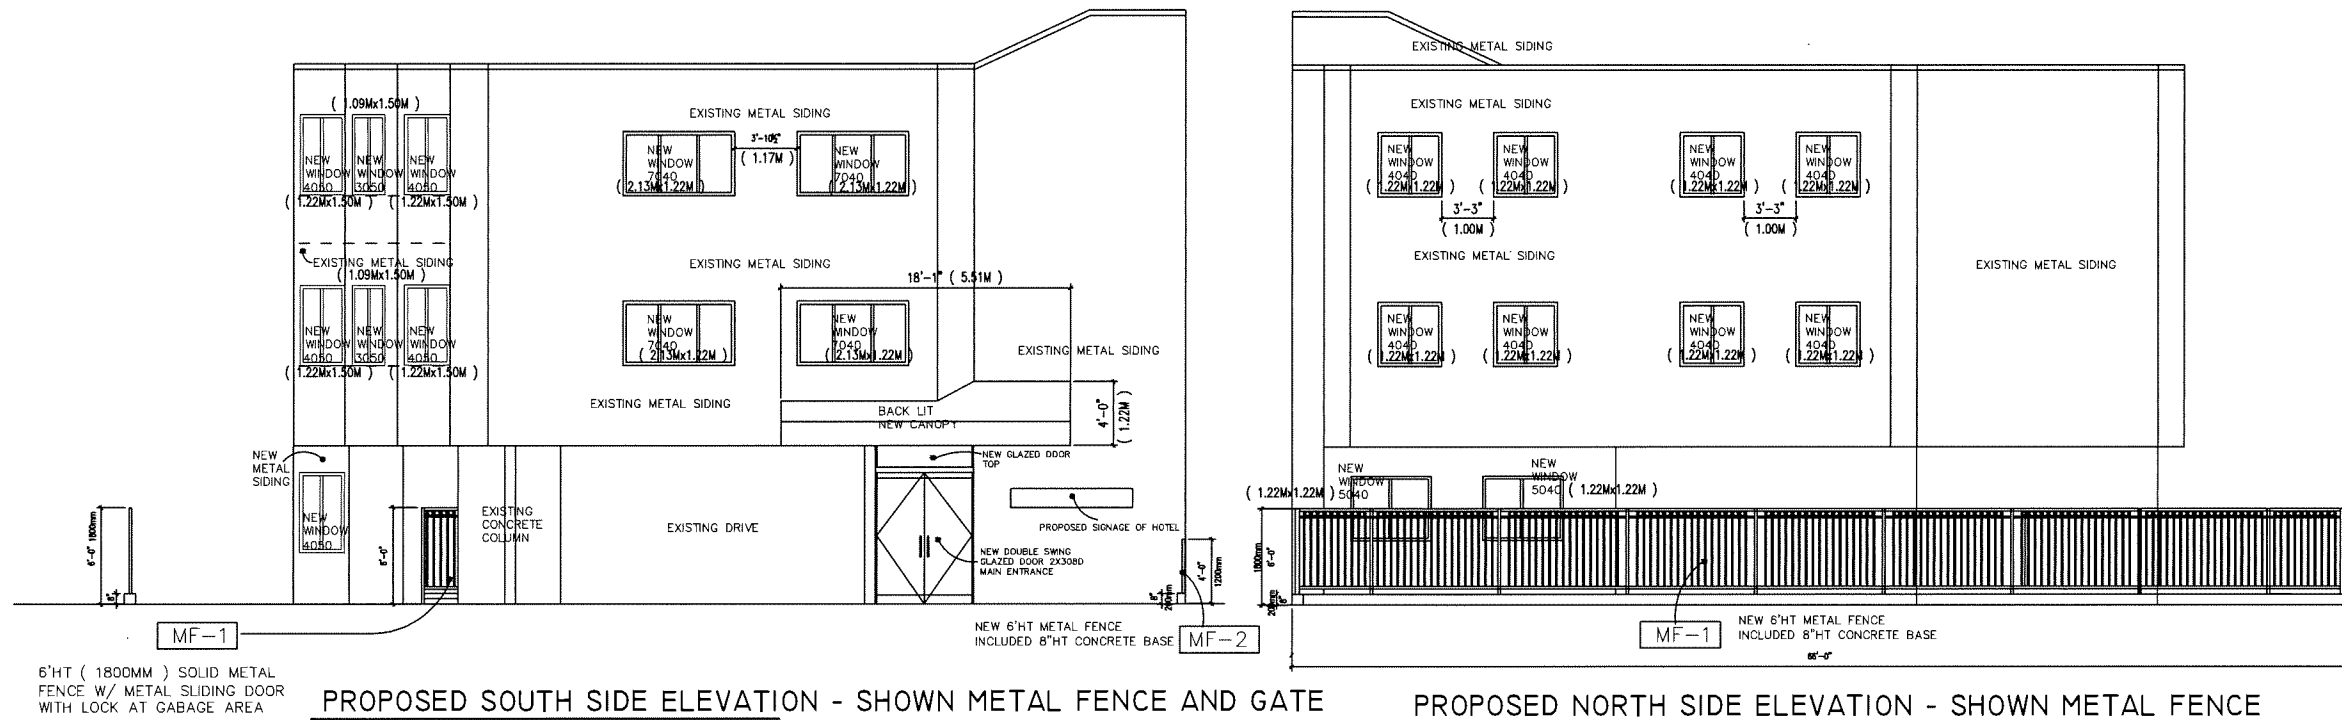 ( 1.09Mx1.50M )
NEW
WINDOW
4050
NEW
WINDOW
3050
NEW
WINDOW
4050
( 1.22Mx1.50M )
( 1.22Mx1.50M )
EXISTING METAL SIDING
( 1.09Mx1.50M )
NEW
WINDOW
4050
NEW
WINDOW
3050
NEW
WINDOW
4050
( 1.22Mx1.50M )
( 1.22Mx1.50M )
EXISTING METAL SIDING
3'-10½"
( 1.17M )
NEW
WINDOW
7040
( 2.13Mx1.22M )
NEW
WINDOW
7040
( 2.13Mx1.22M )
EXISTING METAL SIDING
18'-1" ( 5.51M )
NEW
WINDOW
7040
( 2.13Mx1.22M )
NEW
WINDOW
7040
( 2.13Mx1.22M )
EXISTING METAL SIDING
EXISTING METAL SIDING
BACK LIT
NEW CANOPY
4'-0"
( 1.22M )
NEW
METAL
SIDING
NEW
WINDOW
4050
6'-0" 1800mm
8"
6'-0"
EXISTING
CONCRETE
COLUMN
EXISTING DRIVE
NEW GLAZED DOOR
TOP
PROPOSED SIGNAGE OF HOTEL
NEW DOUBLE SWING
GLAZED DOOR 2X3080
MAIN ENTRANCE
4'-0"
1200mm
8"
200mm
MF-1
6'HT ( 1800MM ) SOLID METAL
FENCE W/ METAL SLIDING DOOR
WITH LOCK AT GABAGE AREA
NEW 6'HT METAL FENCE
INCLUDED 8"HT CONCRETE BASE
MF-2
PROPOSED SOUTH SIDE ELEVATION - SHOWN METAL FENCE AND GATE
EXISTING METAL SIDING
EXISTING METAL SIDING
NEW
WINDOW
4040
( 1.22Mx1.22M )
NEW
WINDOW
4040
( 1.22Mx1.22M )
NEW
WINDOW
4040
( 1.22Mx1.22M )
NEW
WINDOW
4040
( 1.22Mx1.22M )
3'-3"
( 1.00M )
3'-3"
( 1.00M )
EXISTING METAL SIDING
EXISTING METAL SIDING
NEW
WINDOW
4040
( 1.22Mx1.22M )
NEW
WINDOW
4040
( 1.22Mx1.22M )
NEW
WINDOW
4040
( 1.22Mx1.22M )
NEW
WINDOW
4040
( 1.22Mx1.22M )
NEW
WINDOW
5040
( 1.22Mx1.22M )
NEW
WINDOW
5040
( 1.22Mx1.22M )
1800mm
6'-0"
200mm
8"
MF-1
NEW 6'HT METAL FENCE
INCLUDED 8"HT CONCRETE BASE
66'-0"
PROPOSED NORTH SIDE ELEVATION - SHOWN METAL FENCE